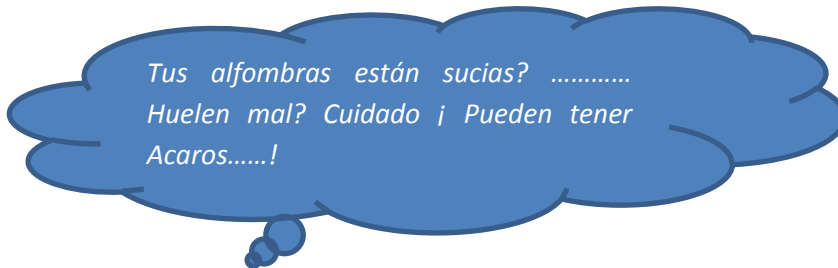 Tus alfombras están sucias? …………
Huelen mal? Cuidado ¡ Pueden tener
Acaros……!